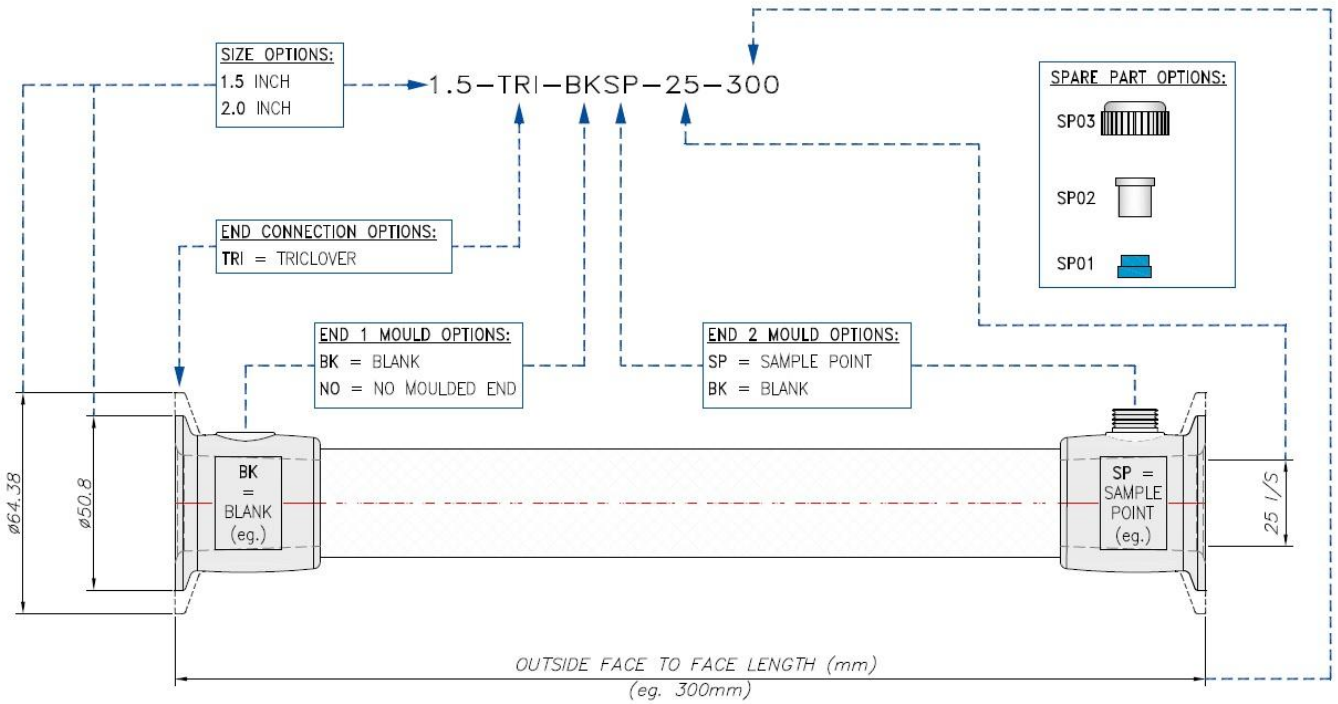 SIZE OPTIONS:
1.5 INCH
2.0 INCH
1.5-TRI-BKSP-25-300
SPARE PART OPTIONS:
SP03
SP02
SP01
END CONNECTION OPTIONS:
TRI = TRICLOVER
END 1 MOULD OPTIONS:
BK = BLANK
NO = NO MOULDED END
END 2 MOULD OPTIONS:
SP = SAMPLE POINT
BK = BLANK
ø64.38
ø50.8
BK
=
BLANK
(eg.)
SP =
SAMPLE
POINT
(eg.)
25 I/S
OUTSIDE FACE TO FACE LENGTH (mm)
(eg. 300mm)